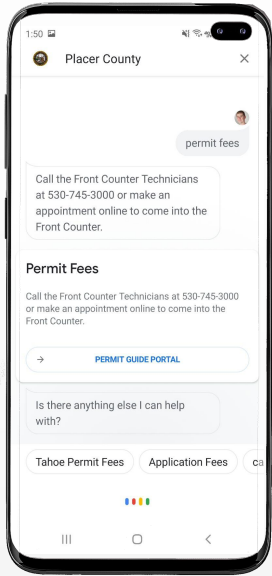 1:50
Placer County
permit fees
Call the Front Counter Technicians
at 530-745-3000 or make an
appointment online to come into the
Front Counter.
Permit Fees
Call the Front Counter Technicians at 530-745-3000
or make an appointment online to come into the
Front Counter.
PERMIT GUIDE PORTAL
Is there anything else I can help
with?
Tahoe Permit Fees Application Fees ca